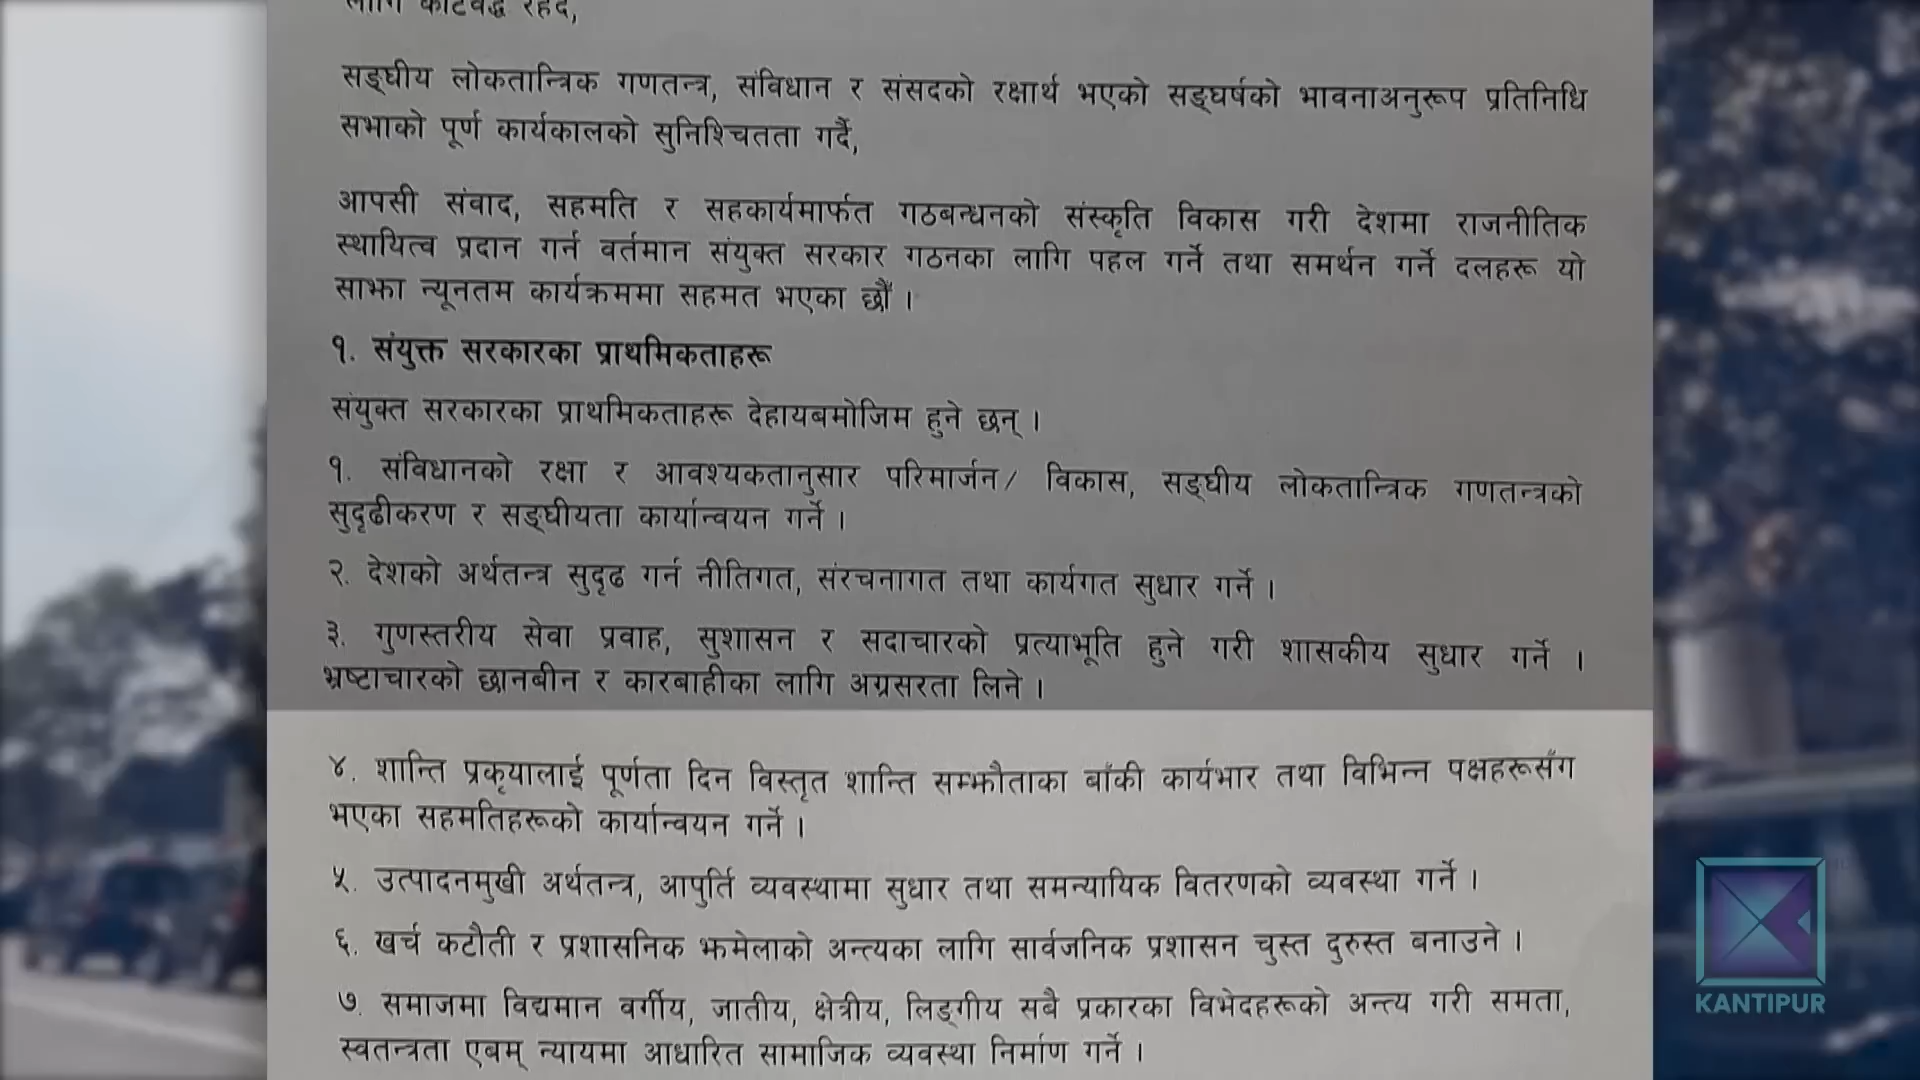 लागि कटिवद्ध रहँदै,
सङ्घीय लोकतान्त्रिक गणतन्त्र, संविधान र संसदको रक्षार्थ भएको सङ्घर्षको भावनाअनुरूप प्रतिनिधि
सभाको पूर्ण कार्यकालको सुनिश्चितता गर्दै,
आपसी संवाद, सहमति र सहकार्यमार्फत गठबन्धनको संस्कृति विकास गरी देशमा राजनीतिक
स्थायित्व प्रदान गर्न वर्तमान संयुक्त सरकार गठनका लागि पहल गर्ने तथा समर्थन गर्ने दलहरू यो
साझा न्यूनतम कार्यक्रममा सहमत भएका छौं ।
१. संयुक्त सरकारका प्राथमिकताहरू
संयुक्त सरकारका प्राथमिकताहरू देहायबमोजिम हुने छन् ।
१. संविधानको रक्षा र आवश्यकतानुसार परिमार्जन/ विकास, सङ्घीय लोकतान्त्रिक गणतन्त्रको
सुदृढीकरण र सङ्घीयता कार्यान्वयन गर्ने ।
२. देशको अर्थतन्त्र सुदृढ गर्न नीतिगत, संरचनागत तथा कार्यगत सुधार गर्ने ।
३. गुणस्तरीय सेवा प्रवाह, सुशासन र सदाचारको प्रत्याभूति हुने गरी शासकीय सुधार गर्ने ।
भ्रष्टाचारको छानबीन र कारबाहीका लागि अग्रसरता लिने ।
४. शान्ति प्रकृयालाई पूर्णता दिन विस्तृत शान्ति सम्झौताका बाँकी कार्यभार तथा विभिन्न पक्षहरूसँग
भएका सहमतिहरूको कार्यान्वयन गर्ने ।
५. उत्पादनमुखी अर्थतन्त्र, आपुर्ति व्यवस्थामा सुधार तथा समन्यायिक वितरणको व्यवस्था गर्ने ।
६. खर्च कटौती र प्रशासनिक झमेलाको अन्त्यका लागि सार्वजनिक प्रशासन चुस्त दुरुस्त बनाउने ।
७. समाजमा विद्यमान वर्गीय, जातीय, क्षेत्रीय, लिङ्गीय सबै प्रकारका विभेदहरूको अन्त्य गरी समता,
स्वतन्त्रता एबम् न्यायमा आधारित सामाजिक व्यवस्था निर्माण गर्ने ।
KANTIPUR